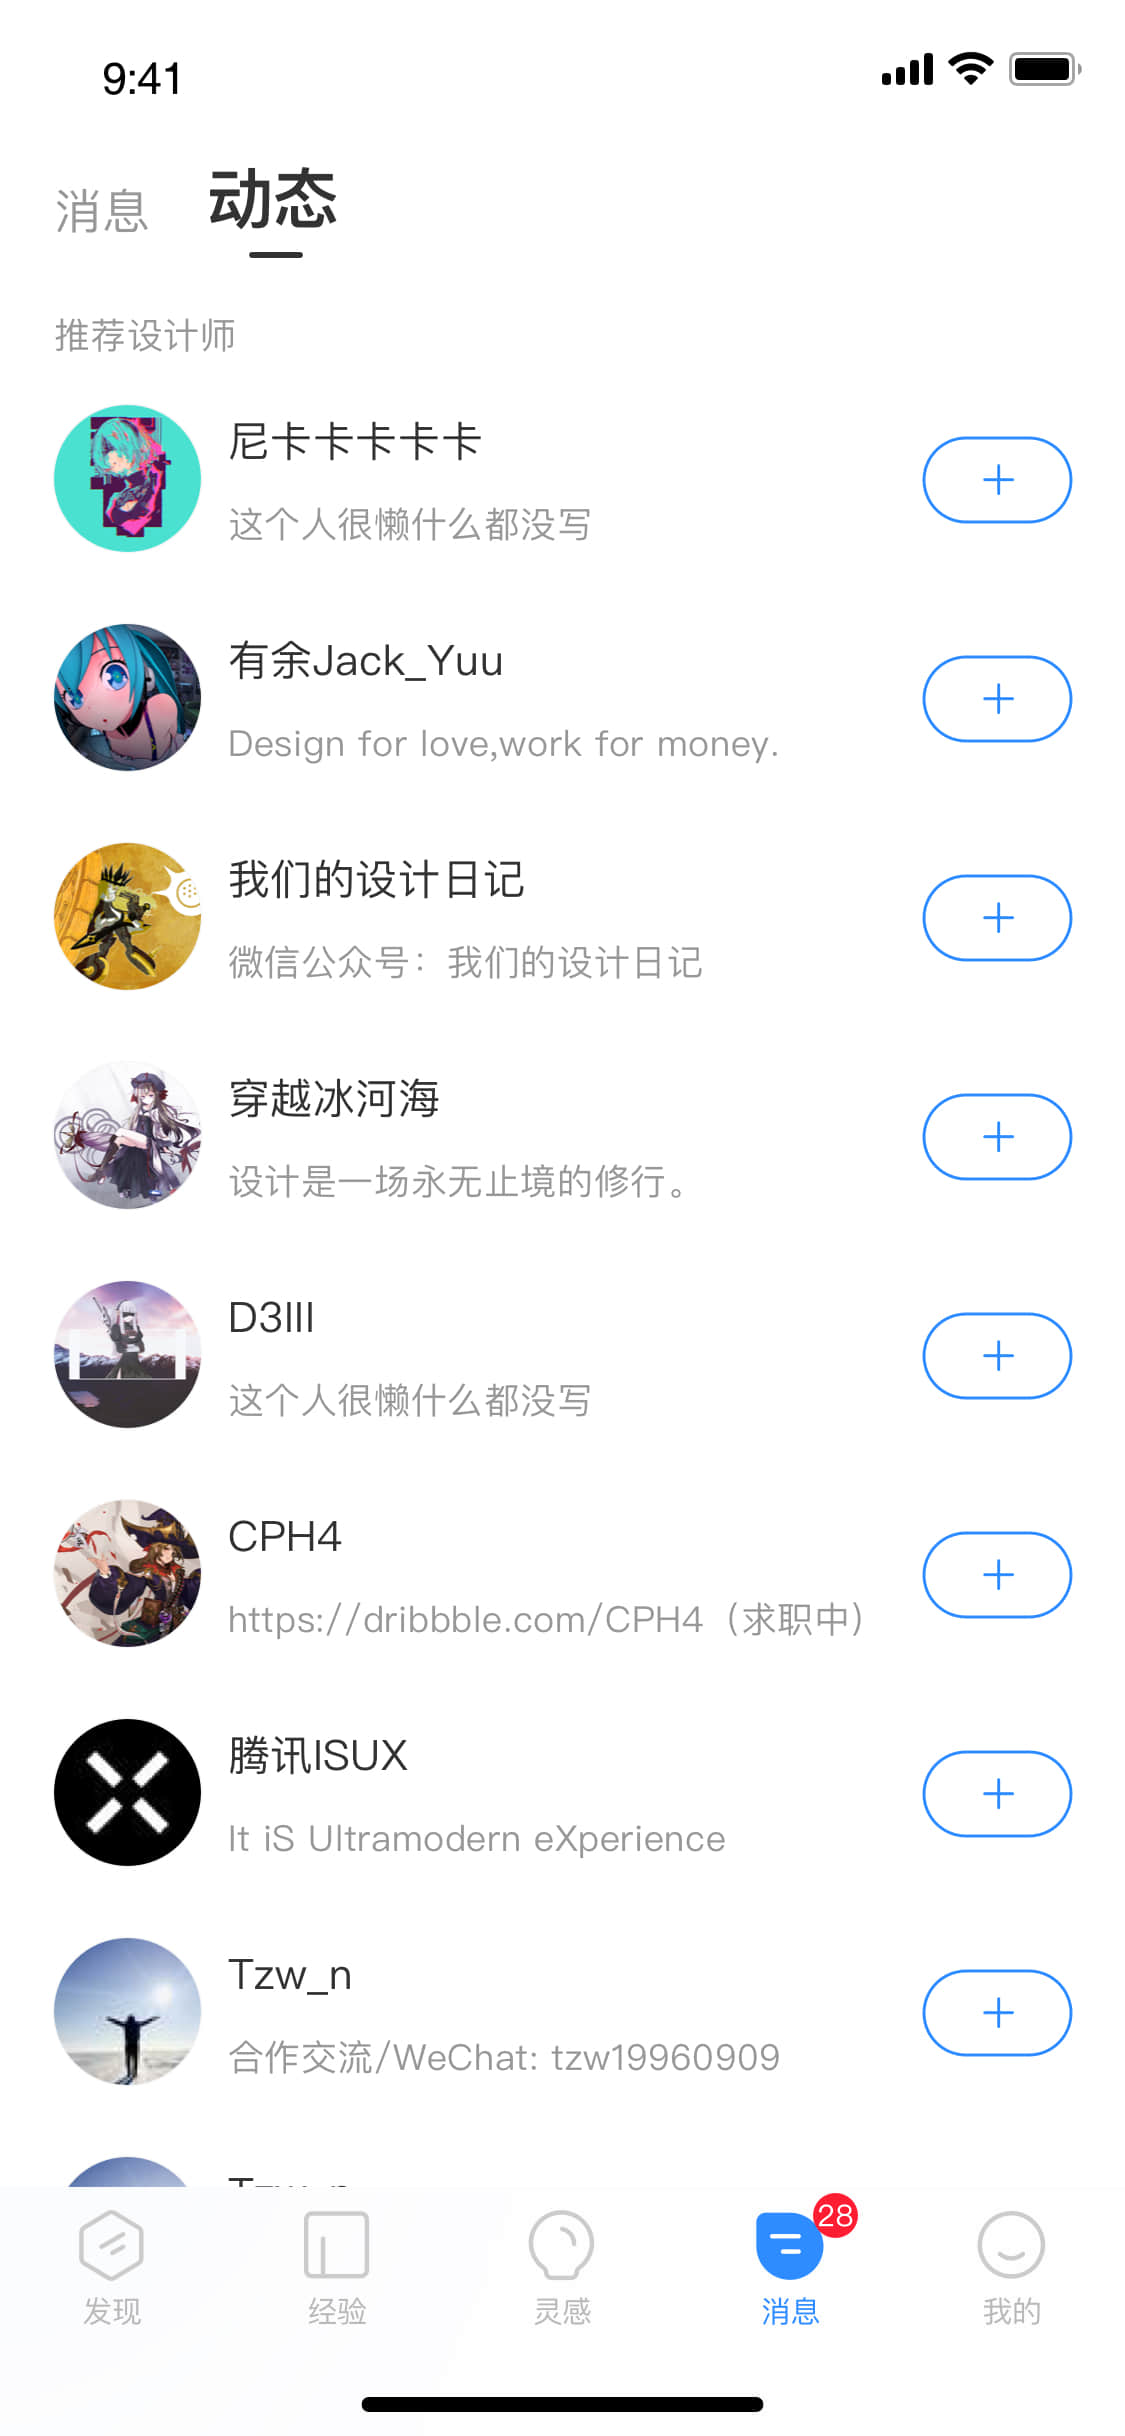 9:41
消息 动态
推荐设计师
尼卡卡卡卡卡
这个人很懒什么都没写
有余Jack_Yuu
Design for love,work for money.
我们的设计日记
微信公众号：我们的设计日记
穿越冰河海
设计是一场永无止境的修行。
D3III
这个人很懒什么都没写
CPH4
https://dribbble.com/CPH4（求职中）
腾讯ISUX
It iS Ultramodern eXperience
Tzw_n
合作交流/WeChat: tzw19960909
28
发现 经验 灵感 消息 我的